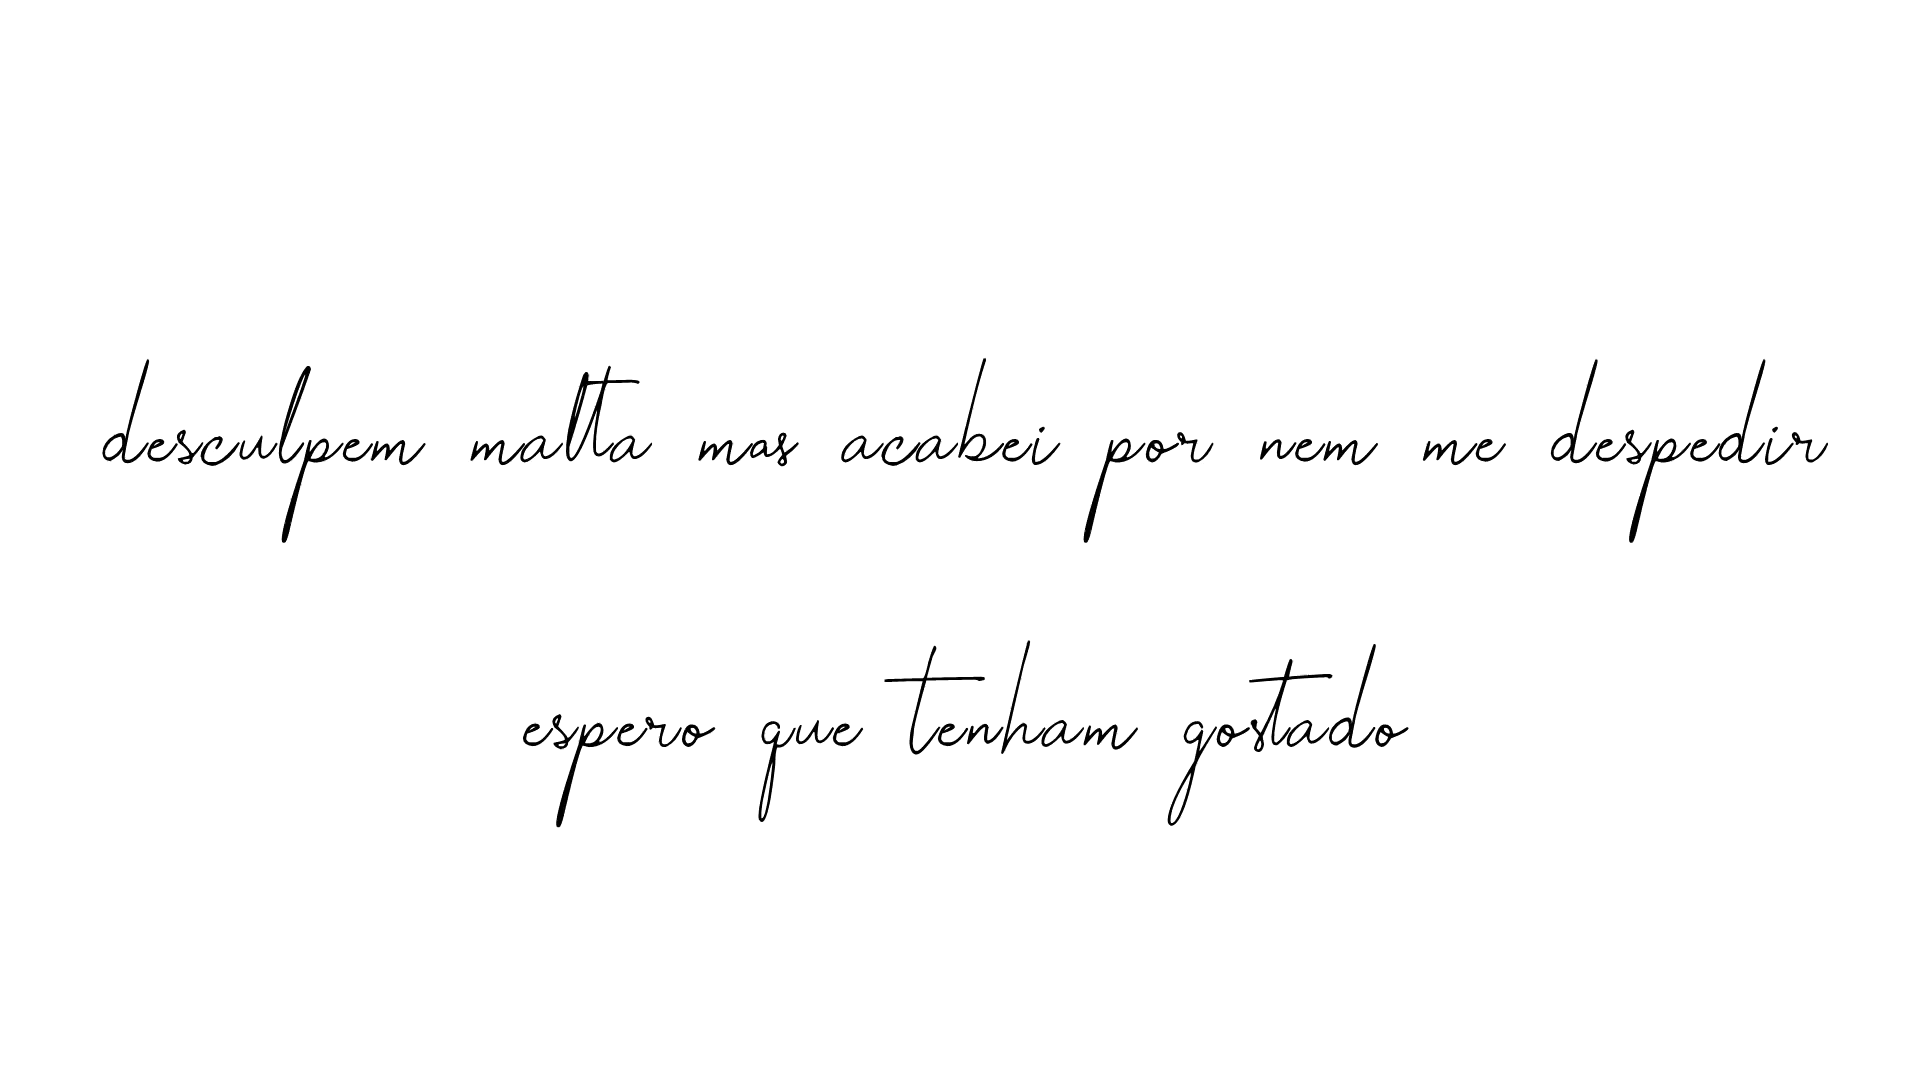 desculpem malta mas acabei por nem me despedir
espero que tenham gostado